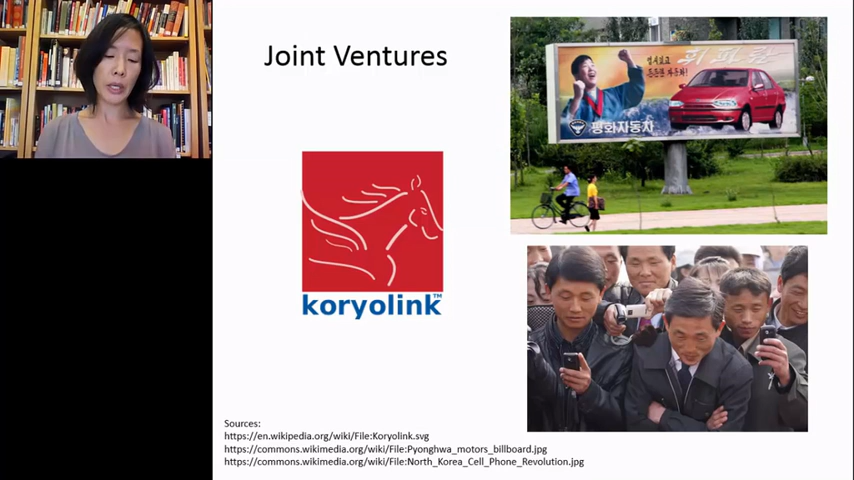 Joint Ventures
휘파람
평화자동차
koryolink™
Sources:
https://en.wikipedia.org/wiki/File:Koryolink.svg
https://commons.wikimedia.org/wiki/File:Pyonghwa_motors_billboard.jpg
https://commons.wikimedia.org/wiki/File:North_Korea_Cell_Phone_Revolution.jpg